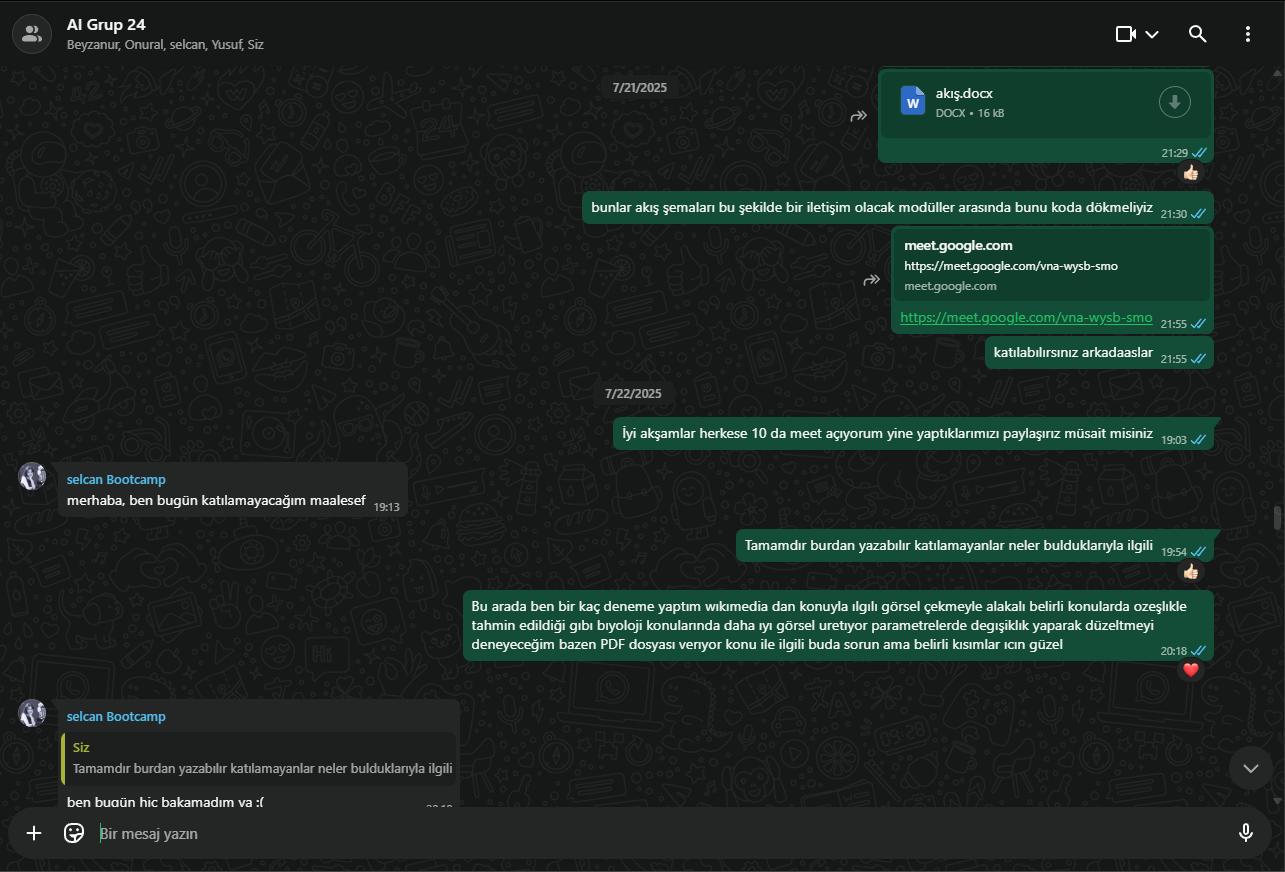 AI Grup 24
Beyzanur, Onural, selcan, Yusuf, Siz
7/21/2025
W
akış.docx
DOCX • 16 kB
21:29
bunlar akış şemaları bu şekilde bir iletişim olacak modüller arasında bunu koda dökmeliyiz 21:30
meet.google.com
https://meet.google.com/vna-wysb-smo
meet.google.com
https://meet.google.com/vna-wysb-smo 21:55
katılabılırsınız arkadaaslar 21:55
7/22/2025
İyi akşamlar herkese 10 da meet açıyorum yine yaptıklarımızı paylaşırız müsait misiniz 19:03
selcan Bootcamp
merhaba, ben bugün katılamayacağım maalesef 19:13
Tamamdır burdan yazabılır katılamayanlar neler bulduklarıyla ilgili 19:54
Bu arada ben bir kaç deneme yaptım wıkımedia dan konuyla ılgılı görsel çekmeyle alakalı belirli konularda ozeşlıkle
tahmin edildiği gıbı bıyoloji konularında daha ıyı görsel uretıyor parametrelerde degışiklık yaparak düzeltmeyi
deneyeceğim bazen PDF dosyası verıyor konu ile ilgili buda sorun ama belirli kısımlar ıcın güzel 20:18
selcan Bootcamp
Siz
Tamamdır burdan yazabılır katılamayanlar neler bulduklarıyla ilgili
ben bugün hiç bakamadım ya :(
Bir mesaj yazın